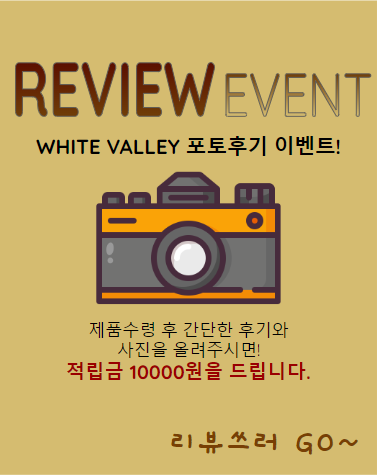 REVIEW EVENT
WHITE VALLEY 포토후기 이벤트!
제품수령 후 간단한 후기와
사진을 올려주시면!
적립금 10000원을 드립니다.
리뷰쓰러 GO~